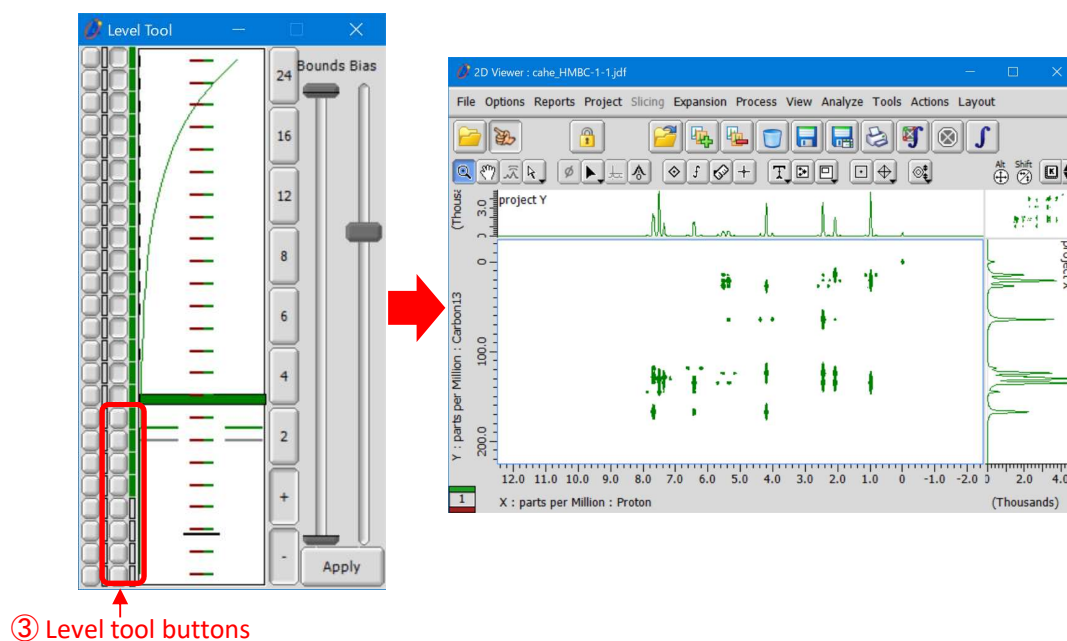 Level Tool
Bounds Bias
24
16
12
8
6
4
2
+
-
Apply
③ Level tool buttons
2D Viewer : cahe_HMBC-1-1.jdf
File Options Reports Project Slicing Expansion Process View Analyze Tools Actions Layout
Alt Shift
(Thousa
3.0
project Y
project X
Y : parts per Million : Carbon13
0
100.0
200.0
12.0 11.0 10.0 9.0 8.0 7.0 6.0 5.0 4.0 3.0 2.0 1.0 0 -1.0 -2.0
2.0 4.0
1
X : parts per Million : Proton
(Thousands)